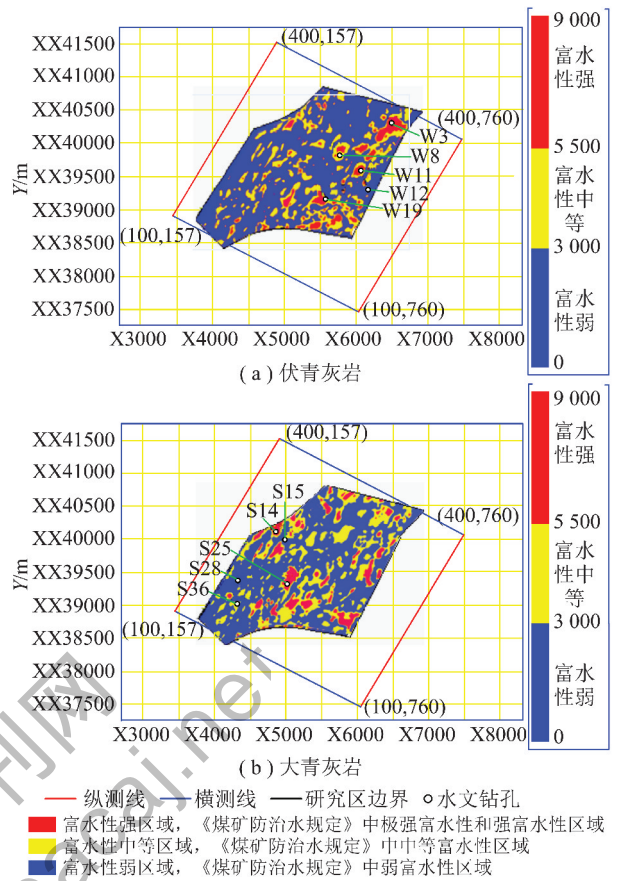 XX41500
XX41000
XX40500
XX40000
XX39500
XX39000
XX38500
XX38000
XX37500
Y/m
(400,157)
(400,760)
W3
W8
W11
W12
W19
(100,157)
(100,760)
X3000 X4000 X5000 X6000 X7000 X8000
(a)伏青灰岩
9 000
富水性强
5 500
富水性中等
3 000
富水性弱
0
XX41500
XX41000
XX40500
XX40000
XX39500
XX39000
XX38500
XX38000
XX37500
Y/m
(400,157)
S15
S14
(400,760)
S25
S28
S36
(100,157)
(100,760)
X3000 X4000 X5000 X6000 X7000 X8000
(b)大青灰岩
9 000
富水性强
5 500
富水性中等
3 000
富水性弱
0
纵测线 横测线 研究区边界 水文钻孔
富水性强区域，《煤矿防治水规定》中极强富水性和强富水性区域
富水性中等区域，《煤矿防治水规定》中中等富水性区域
富水性弱区域，《煤矿防治水规定》中弱富水性区域
刊网
acaj.net